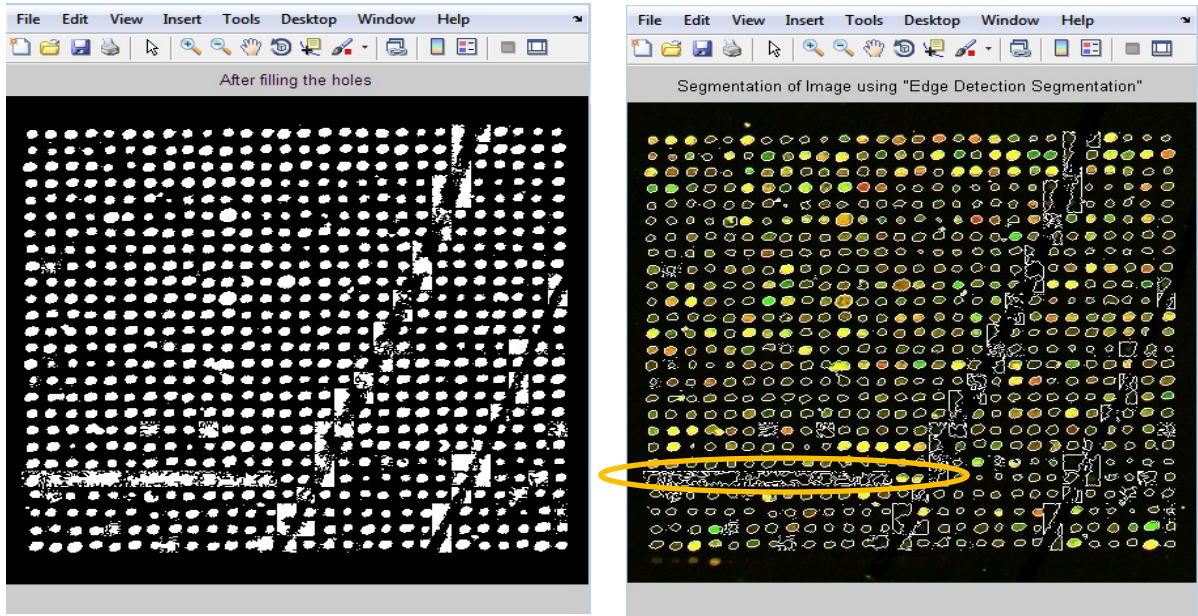 File Edit View Insert Tools Desktop Window Help
After filling the holes
File Edit View Insert Tools Desktop Window Help
Segmentation of Image using "Edge Detection Segmentation"